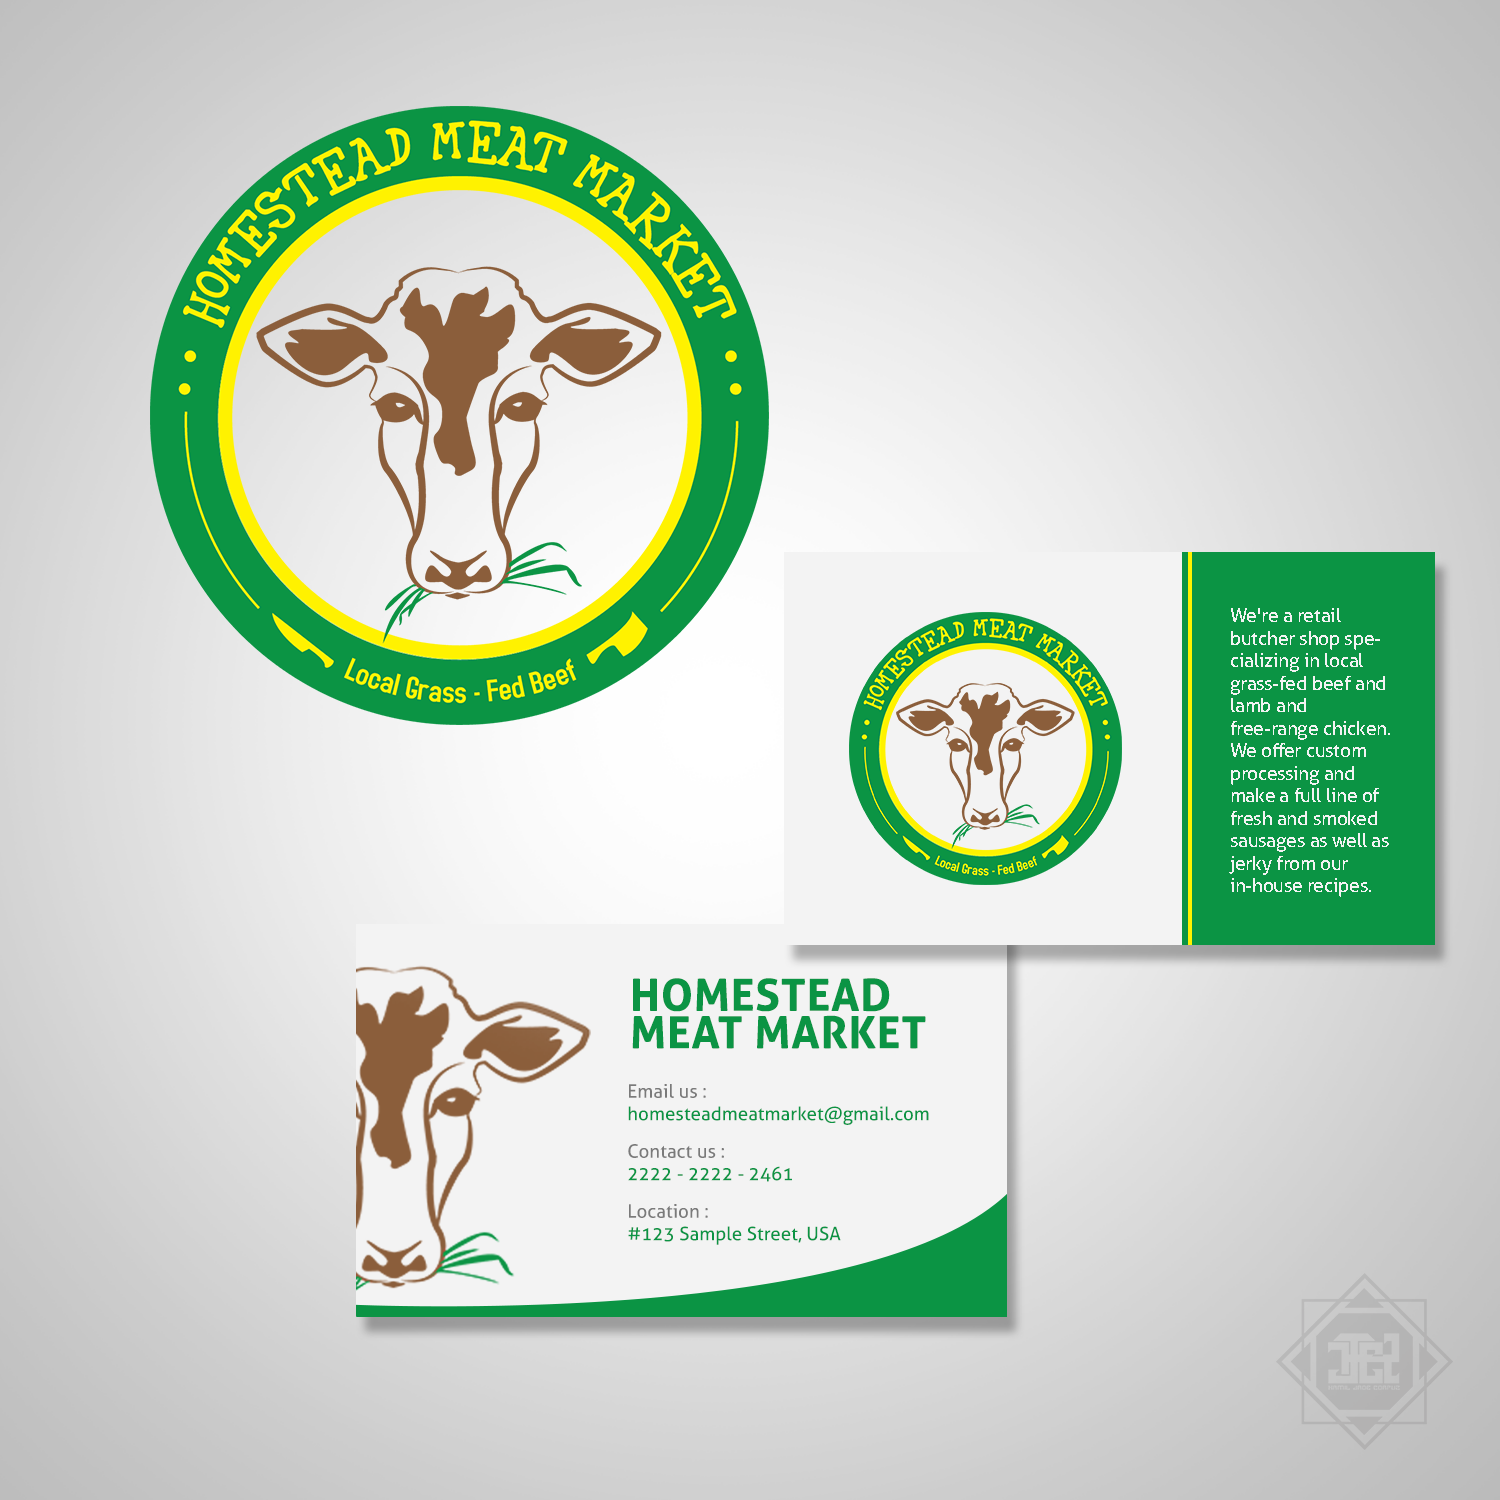 HOMESTEAD MEAT MARKET
Local Grass - Fed Beef
HOMESTEAD MEAT MARKET
Local Grass - Fed Beef
We're a retail
butcher shop spe-
cializing in local
grass-fed beef and
lamb and
free-range chicken.
We offer custom
processing and
make a full line of
fresh and smoked
sausages as well as
jerky from our
in-house recipes.
HOMESTEAD
MEAT MARKET
Email us :
homesteadmeatmarket@gmail.com
Contact us :
2222 - 2222 - 2461
Location :
#123 Sample Street, USA